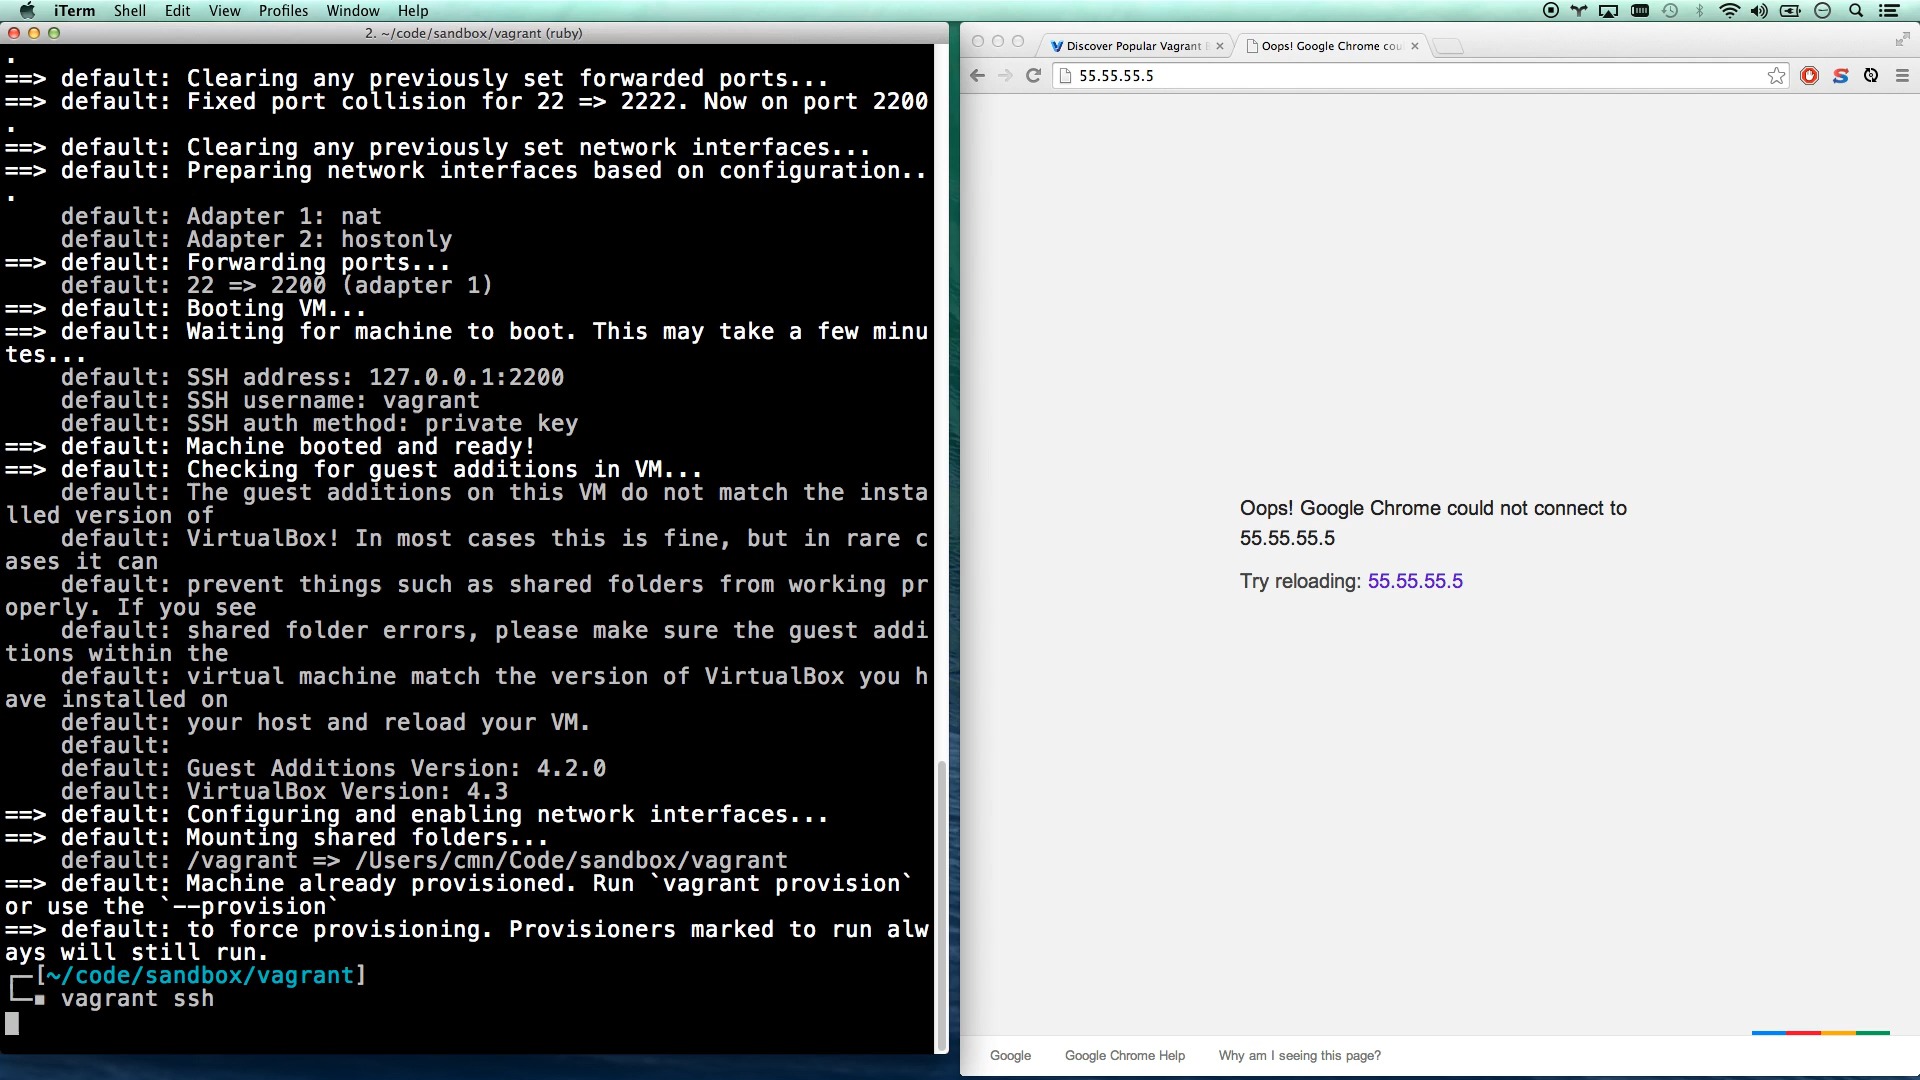 iTerm Shell Edit View Profiles Window Help
2. ~/code/sandbox/vagrant (ruby)
.
==> default: Clearing any previously set forwarded ports...
==> default: Fixed port collision for 22 => 2222. Now on port 2200
.
==> default: Clearing any previously set network interfaces...
==> default: Preparing network interfaces based on configuration..
.
default: Adapter 1: nat
default: Adapter 2: hostonly
==> default: Forwarding ports...
default: 22 => 2200 (adapter 1)
==> default: Booting VM...
==> default: Waiting for machine to boot. This may take a few minu
tes...
default: SSH address: 127.0.0.1:2200
default: SSH username: vagrant
default: SSH auth method: private key
==> default: Machine booted and ready!
==> default: Checking for guest additions in VM...
default: The guest additions on this VM do not match the insta
lled version of
default: VirtualBox! In most cases this is fine, but in rare c
ases it can
default: prevent things such as shared folders from working pr
operly. If you see
default: shared folder errors, please make sure the guest addi
tions within the
default: virtual machine match the version of VirtualBox you h
ave installed on
default: your host and reload your VM.
default:
default: Guest Additions Version: 4.2.0
default: VirtualBox Version: 4.3
==> default: Configuring and enabling network interfaces...
==> default: Mounting shared folders...
default: /vagrant => /Users/cmn/Code/sandbox/vagrant
==> default: Machine already provisioned. Run `vagrant provision`
or use the `--provision`
==> default: to force provisioning. Provisioners marked to run alw
ays will still run.
[~/code/sandbox/vagrant]
vagrant ssh
Discover Popular Vagrant
Oops! Google Chrome cou
55.55.55.5
Oops! Google Chrome could not connect to
55.55.55.5
Try reloading: 55.55.55.5
Google Google Chrome Help Why am I seeing this page?